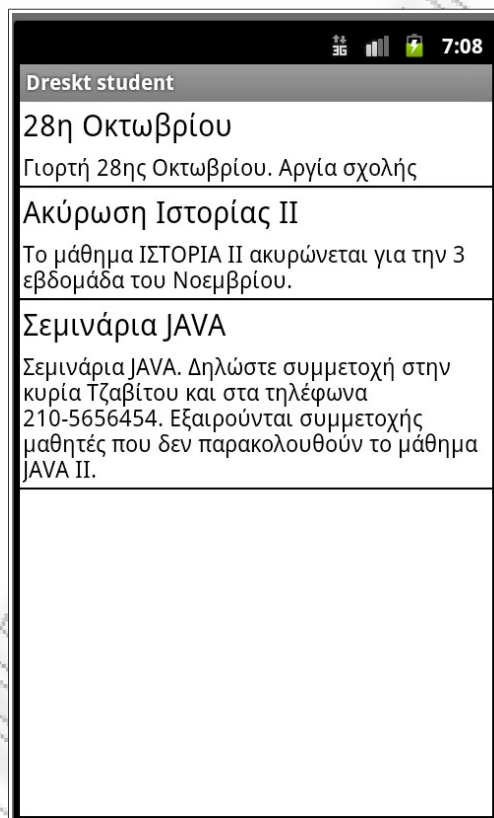 3G 7:08
Dreskt student
28η Οκτωβρίου
Γιορτή 28ης Οκτωβρίου. Αργία σχολής
Ακύρωση Ιστορίας ΙΙ
Το μάθημα ΙΣΤΟΡΙΑ ΙΙ ακυρώνεται για την 3
εβδομάδα του Νοεμβρίου.
Σεμινάρια JAVA
Σεμινάρια JAVA. Δηλώστε συμμετοχή στην
κυρία Τζαβίτου και στα τηλέφωνα
210-5656454. Εξαιρούνται συμμετοχής
μαθητές που δεν παρακολουθούν το μάθημα
JAVA II.